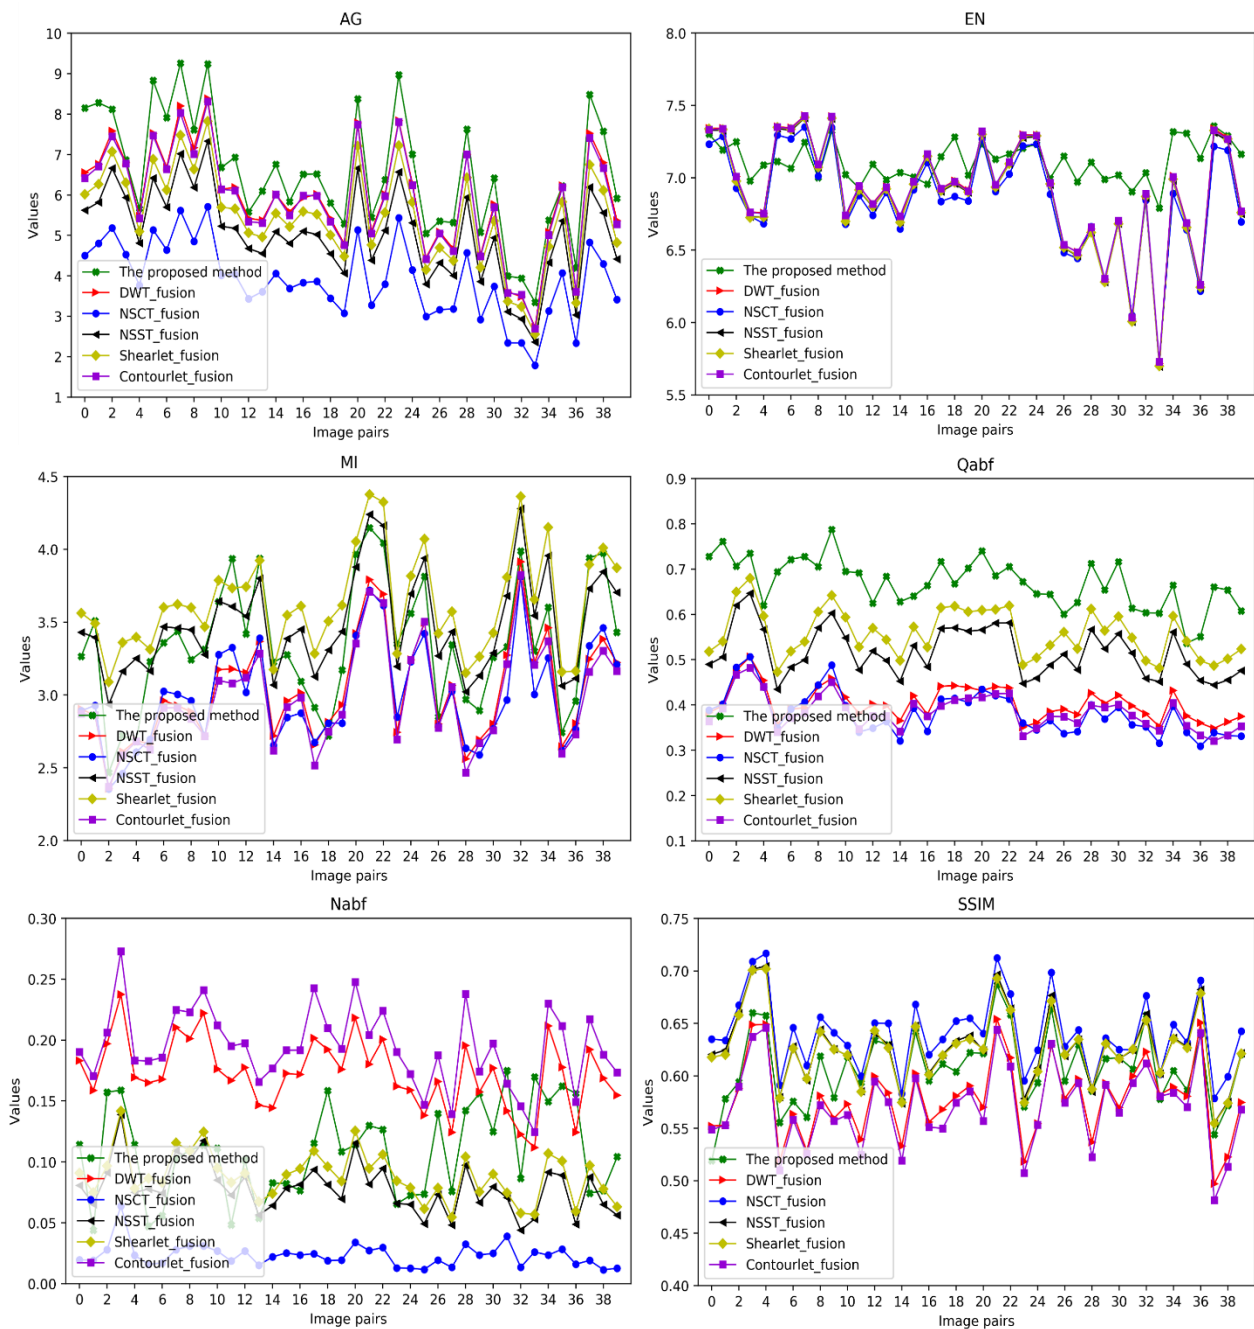 AG
Values
10
9
8
7
6
5
4
3
2
1
The proposed method
DWT_fusion
NSCT_fusion
NSST_fusion
Shearlet_fusion
Contourlet_fusion
0 2 4 6 8 10 12 14 16 18 20 22 24 26 28 30 32 34 36 38
Image pairs
EN
Values
8.0
7.5
7.0
6.5
6.0
5.5
The proposed method
DWT_fusion
NSCT_fusion
NSST_fusion
Shearlet_fusion
Contourlet_fusion
0 2 4 6 8 10 12 14 16 18 20 22 24 26 28 30 32 34 36 38
Image pairs
MI
Values
4.5
4.0
3.5
3.0
2.5
2.0
The proposed method
DWT_fusion
NSCT_fusion
NSST_fusion
Shearlet_fusion
Contourlet_fusion
0 2 4 6 8 10 12 14 16 18 20 22 24 26 28 30 32 34 36 38
Image pairs
Qabf
Values
0.9
0.8
0.7
0.6
0.5
0.4
0.3
0.2
0.1
The proposed method
DWT_fusion
NSCT_fusion
NSST_fusion
Shearlet_fusion
Contourlet_fusion
0 2 4 6 8 10 12 14 16 18 20 22 24 26 28 30 32 34 36 38
Image pairs
Nabf
Values
0.30
0.25
0.20
0.15
0.10
0.05
0.00
The proposed method
DWT_fusion
NSCT_fusion
NSST_fusion
Shearlet_fusion
Contourlet_fusion
0 2 4 6 8 10 12 14 16 18 20 22 24 26 28 30 32 34 36 38
Image pairs
SSIM
Values
0.75
0.70
0.65
0.60
0.55
0.50
0.45
0.40
The proposed method
DWT_fusion
NSCT_fusion
NSST_fusion
Shearlet_fusion
Contourlet_fusion
0 2 4 6 8 10 12 14 16 18 20 22 24 26 28 30 32 34 36 38
Image pairs